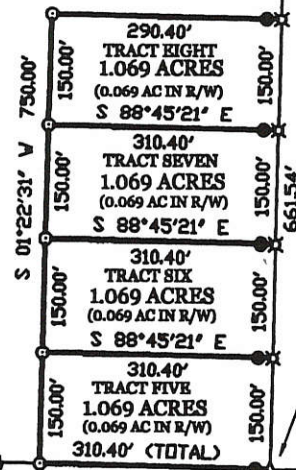 290.40'
TRACT EIGHT
1.069 ACRES
(0.069 AC IN R/W)
150.00'
150.00'
S 88°45'21" E
310.40'
TRACT SEVEN
1.069 ACRES
(0.069 AC IN R/W)
150.00'
150.00'
S 88°45'21" E
310.40'
TRACT SIX
1.069 ACRES
(0.069 AC IN R/W)
150.00'
150.00'
S 88°45'21" E
310.40'
TRACT FIVE
1.069 ACRES
(0.069 AC IN R/W)
150.00'
150.00'
310.40' (TOTAL)
S 01°22'31" W 750.00'
661.54'